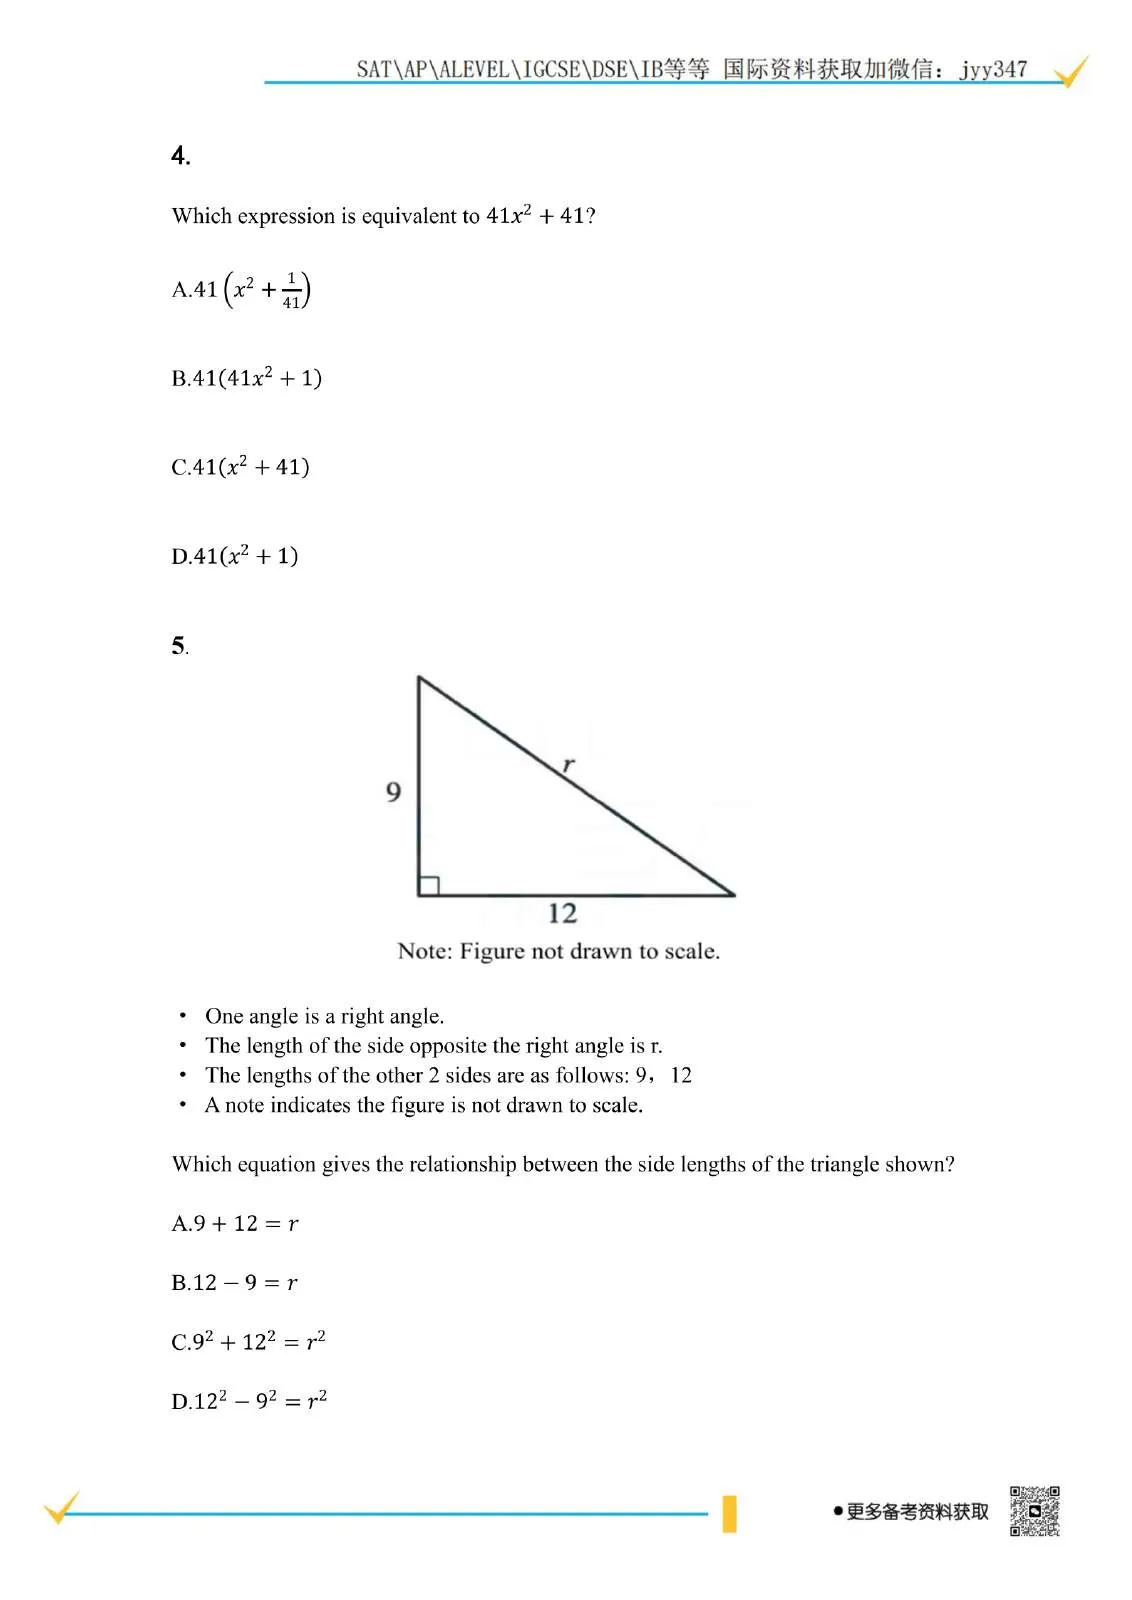 SAT\AP\ALEVEL\IGCSE\DSE\IB等等 国际资料获取加微信：jyy347
4.
Which expression is equivalent to 41x² + 41?
A.41(x² + 1/41)
B.41(41x² + 1)
C.41(x² + 41)
D.41(x² + 1)
5.
r
9
12
Note: Figure not drawn to scale.
• One angle is a right angle.
• The length of the side opposite the right angle is r.
• The lengths of the other 2 sides are as follows: 9，12
• A note indicates the figure is not drawn to scale.
Which equation gives the relationship between the side lengths of the triangle shown?
A.9 + 12 = r
B.12 − 9 = r
C.9² + 12² = r²
D.12² − 9² = r²
●更多备考资料获取